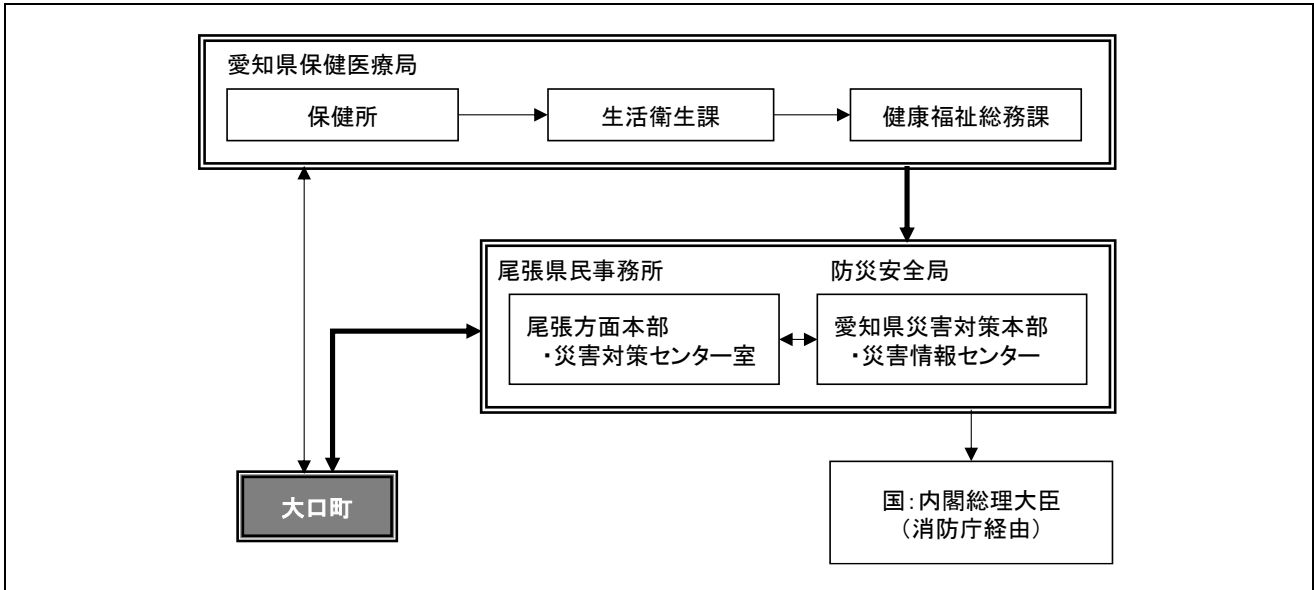 愛知県保健医療局
保健所
生活衛生課
健康福祉総務課
尾張県民事務所
防災安全局
尾張方面本部
・災害対策センター室
愛知県災害対策本部
・災害情報センター
大口町
国：内閣総理大臣
（消防庁経由）